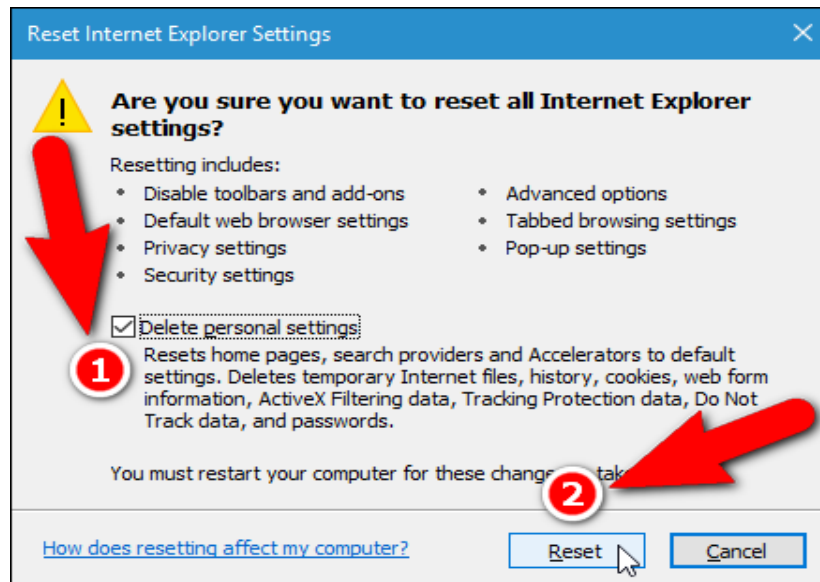 Reset Internet Explorer Settings
Are you sure you want to reset all Internet Explorer
settings?
Resetting includes:
• Disable toolbars and add-ons
• Default web browser settings
• Privacy settings
• Security settings
• Advanced options
• Tabbed browsing settings
• Pop-up settings
Delete personal settings
1
Resets home pages, search providers and Accelerators to default
settings. Deletes temporary Internet files, history, cookies, web form
information, ActiveX Filtering data, Tracking Protection data, Do Not
Track data, and passwords.
You must restart your computer for these
2
How does resetting affect my computer?
Reset
Cancel